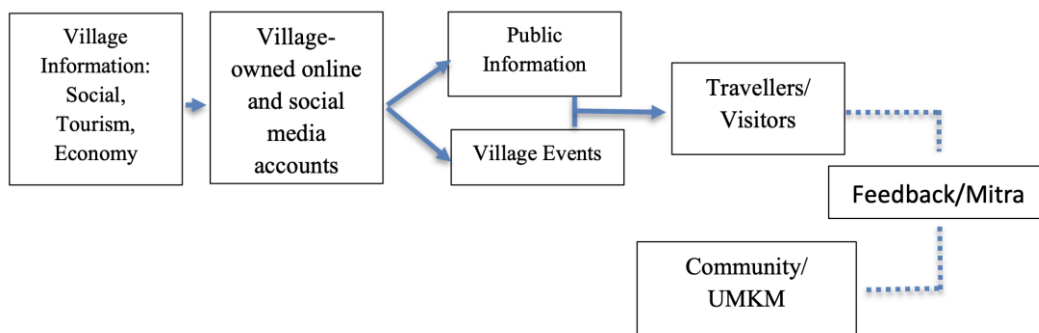 Village
Information:
Social,
Tourism,
Economy
Village-
owned online
and social
media
accounts
Public
Information
Village Events
Travellers/
Visitors
Feedback/Mitra
Community/
UMKM